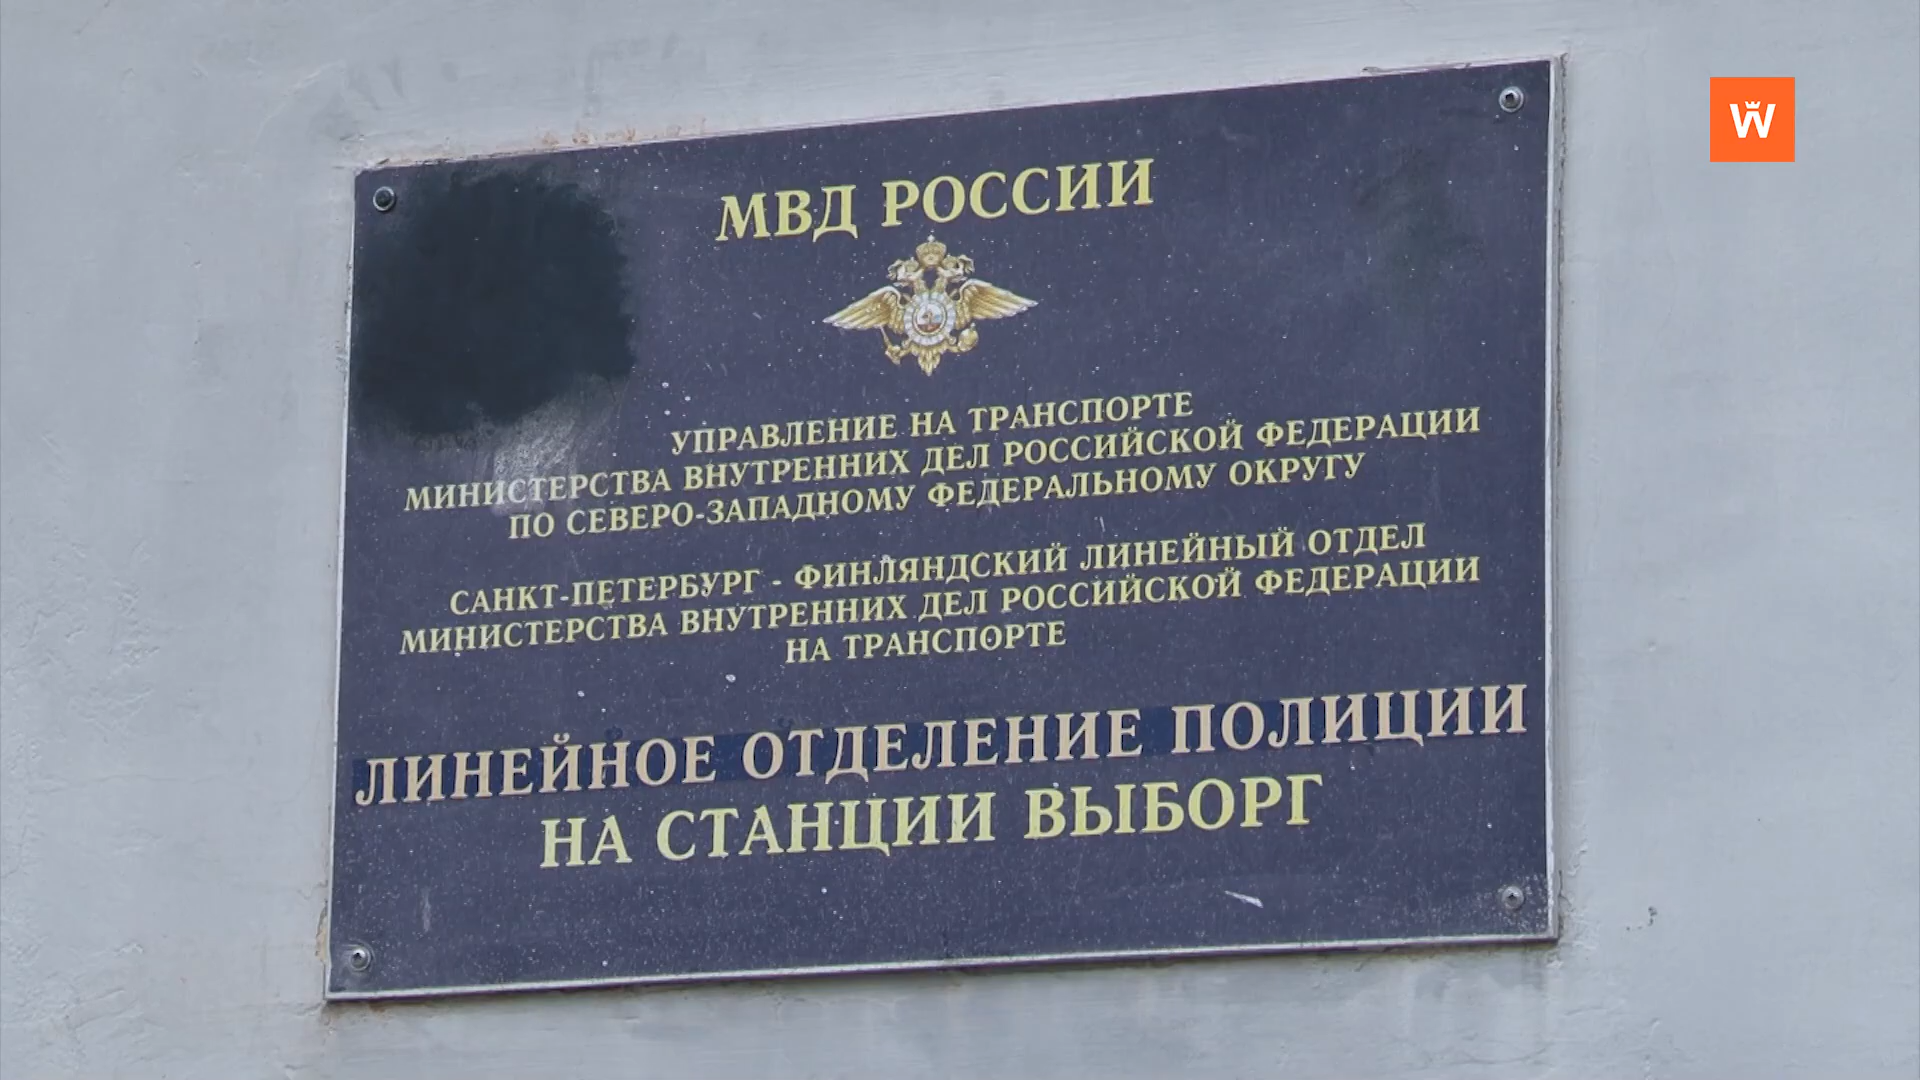 W
МВД РОССИИ
УПРАВЛЕНИЕ НА ТРАНСПОРТЕ
МИНИСТЕРСТВА ВНУТРЕННИХ ДЕЛ РОССИЙСКОЙ ФЕДЕРАЦИИ
ПО СЕВЕРО-ЗАПАДНОМУ ФЕДЕРАЛЬНОМУ ОКРУГУ
САНКТ-ПЕТЕРБУРГ - ФИНЛЯНДСКИЙ ЛИНЕЙНЫЙ ОТДЕЛ
МИНИСТЕРСТВА ВНУТРЕННИХ ДЕЛ РОССИЙСКОЙ ФЕДЕРАЦИИ
НА ТРАНСПОРТЕ
ЛИНЕЙНОЕ ОТДЕЛЕНИЕ ПОЛИЦИИ
НА СТАНЦИИ ВЫБОРГ